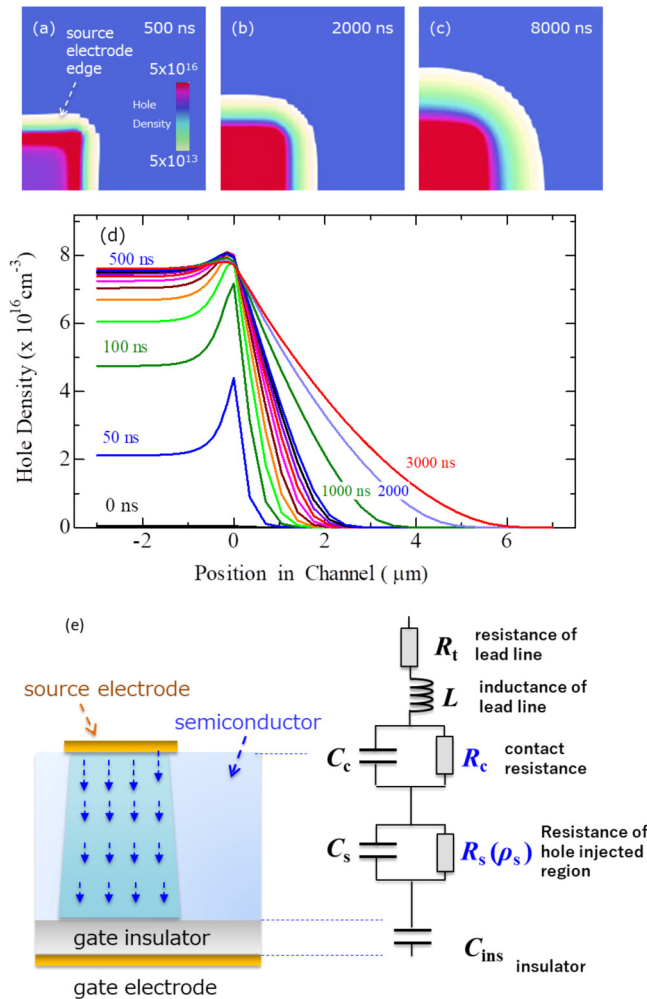 (a) 500 ns
source
electrode
edge
5x10¹⁶
Hole
Density
5x10¹³
(b) 2000 ns
(c) 8000 ns
(d)
Hole Density (x 10¹⁶cm⁻³)
8
6
4
2
0
500 ns
100 ns
50 ns
0 ns
1000 ns
2000
3000 ns
-2 0 2 4 6
Position in Channel ( μm)
(e)
source electrode
semiconductor
gate insulator
gate electrode
Rt resistance of
lead line
L inductance of
lead line
Cc Rc contact
resistance
Cs Rs(ρs) Resistance of
hole injected
region
Cins insulator